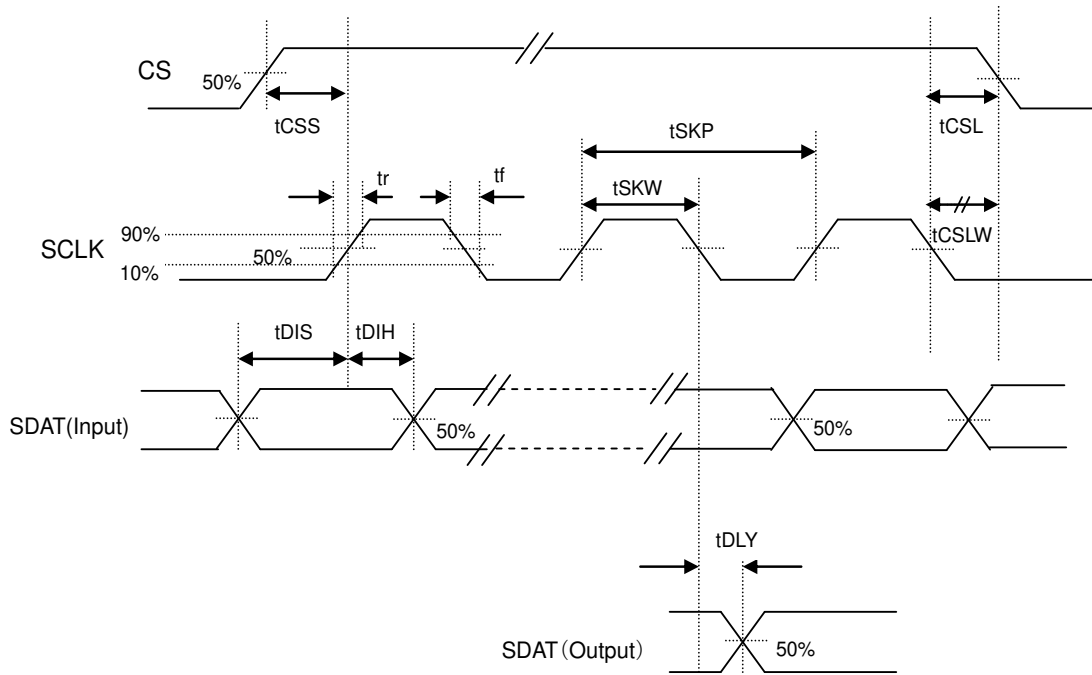 CS
50%
tCSS
tCSL
tSKP
tr
tf
tSKW
90%
SCLK
50%
10%
tCSLW
tDIS
tDIH
SDAT(Input)
50%
50%
tDLY
SDAT（Output）
50%